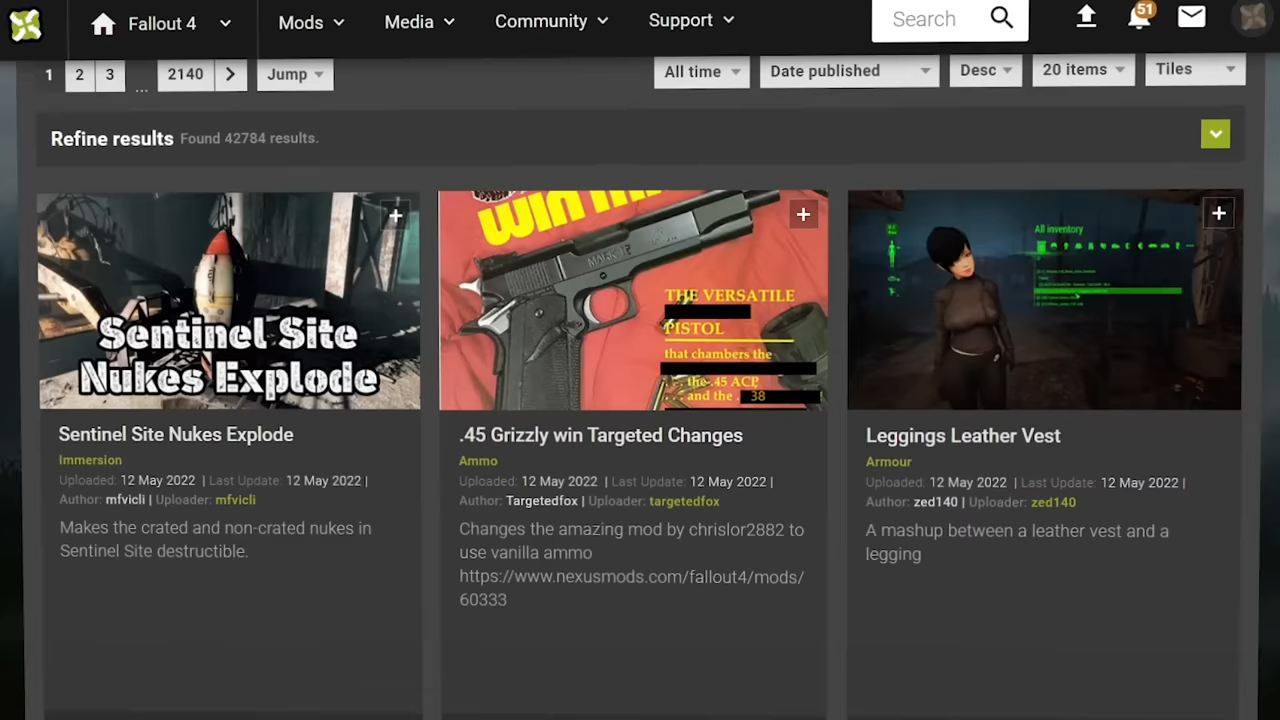 Fallout 4
Mods
Media
Community
Support
Search
51
1 2 3 ... 2140
Jump
All time
Date published
Desc
20 items
Tiles
Refine results Found 42784 results.
Sentinel Site
Nukes Explode
Sentinel Site Nukes Explode
Immersion
Uploaded: 12 May 2022 | Last Update: 12 May 2022 |
Author: mfvicli | Uploader: mfvicli
Makes the crated and non-crated nukes in
Sentinel Site destructible.
THE VERSATILE
PISTOL
that chambers the
. . . the .45 ACP
. . . and the . 38
.45 Grizzly win Targeted Changes
Ammo
Uploaded: 12 May 2022 | Last Update: 12 May 2022 |
Author: Targetedfox | Uploader: targetedfox
Changes the amazing mod by chrislor2882 to
use vanilla ammo
https://www.nexusmods.com/fallout4/mods/
60333
All inventory
Leggings Leather Vest
Armour
Uploaded: 12 May 2022 | Last Update: 12 May 2022 |
Author: zed140 | Uploader: zed140
A mashup between a leather vest and a
legging